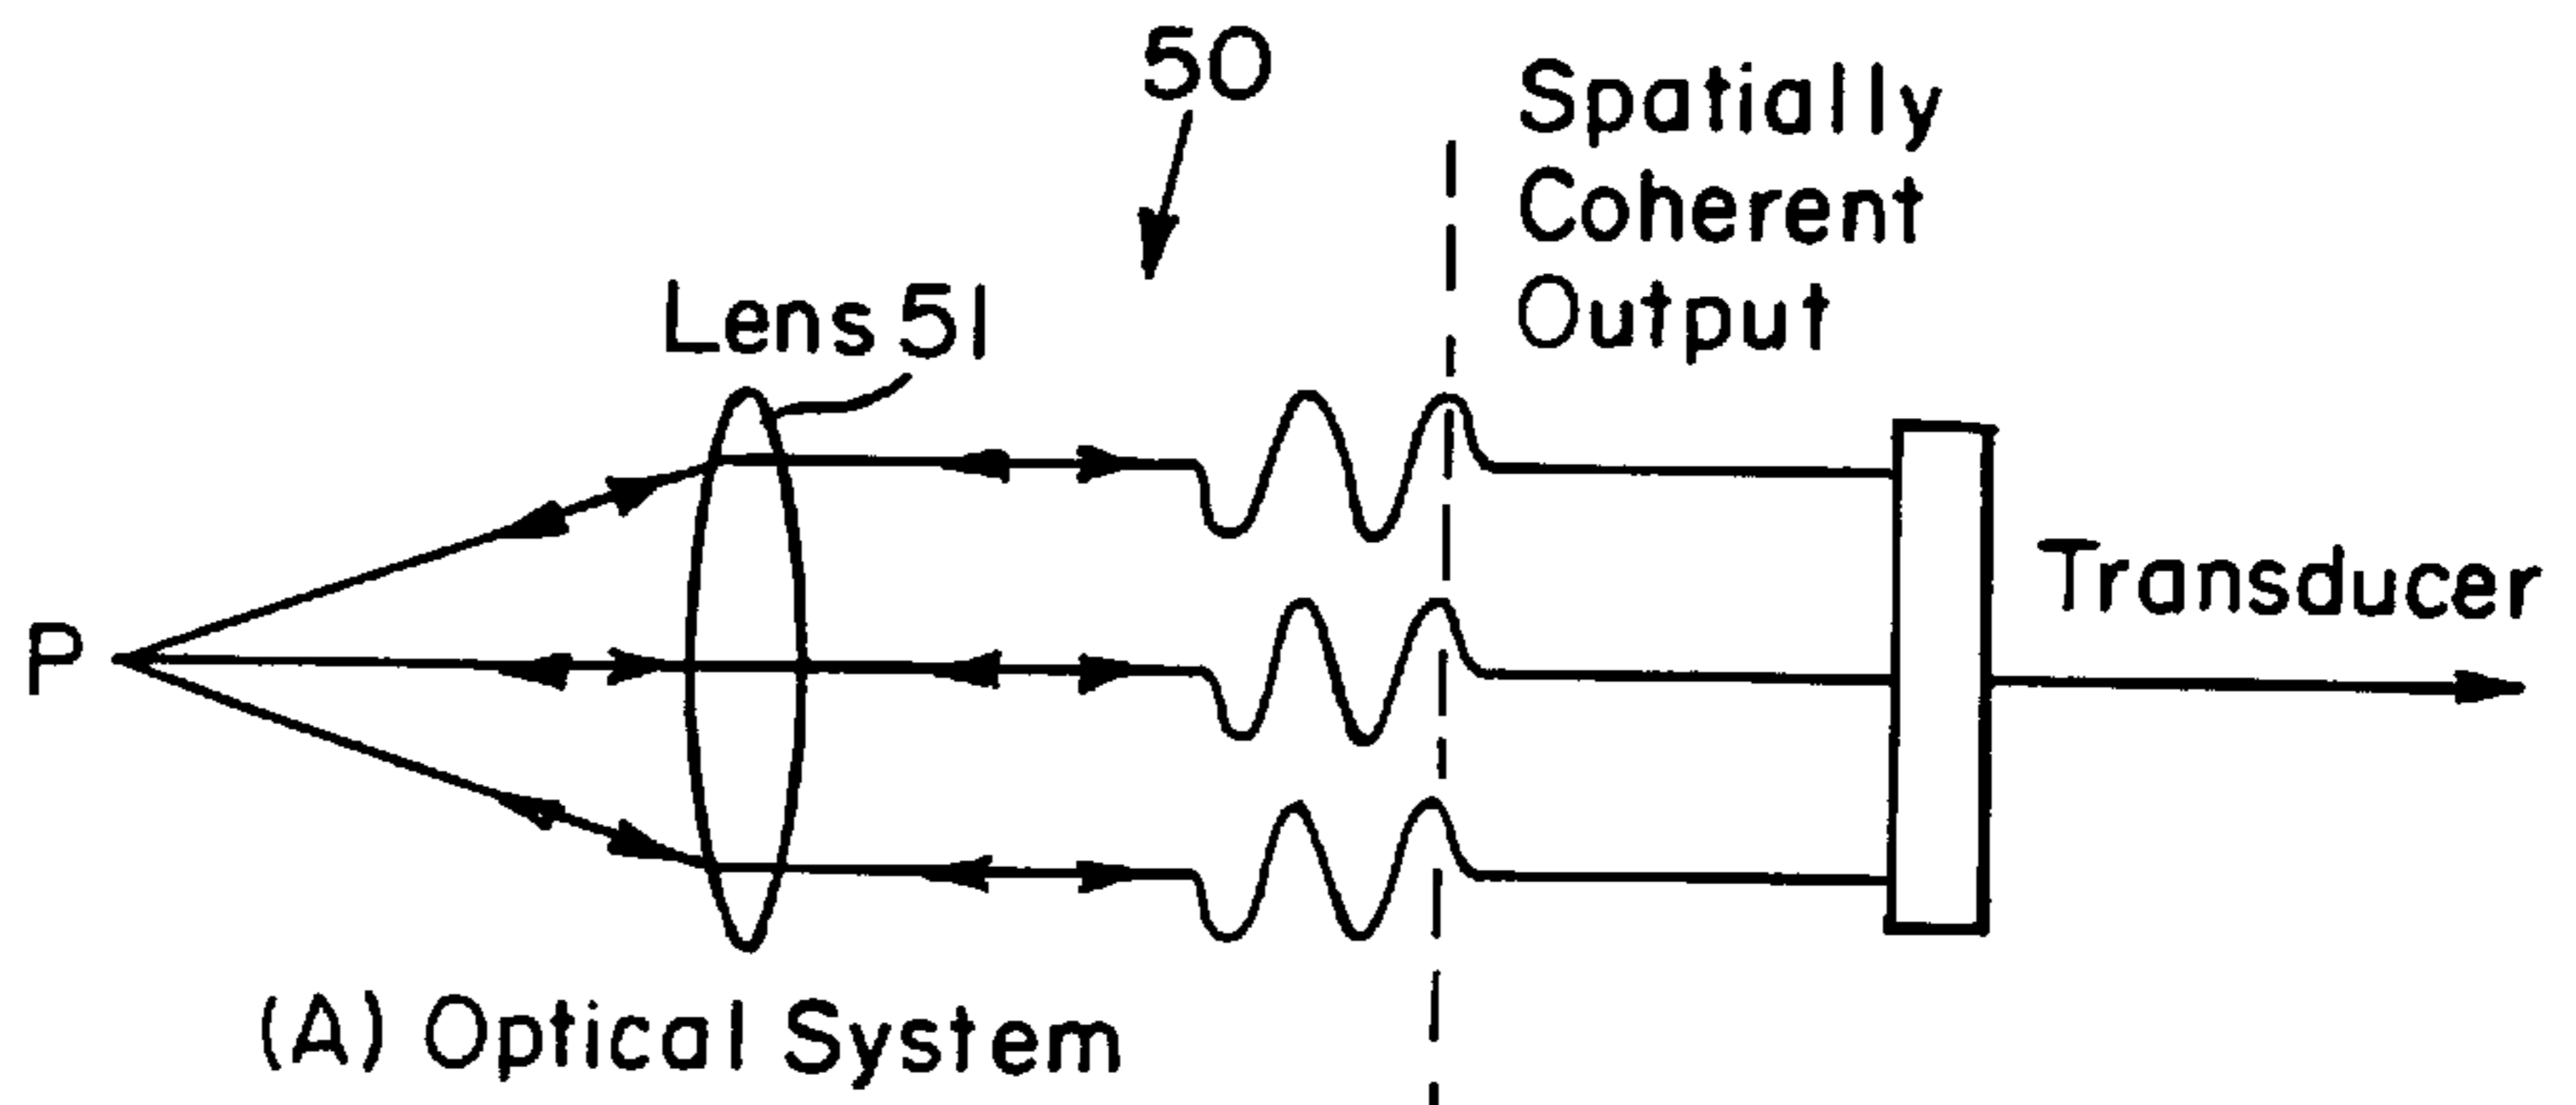 50
Spatially
Coherent
Output
Lens 51
P
Transducer
(A) Optical System